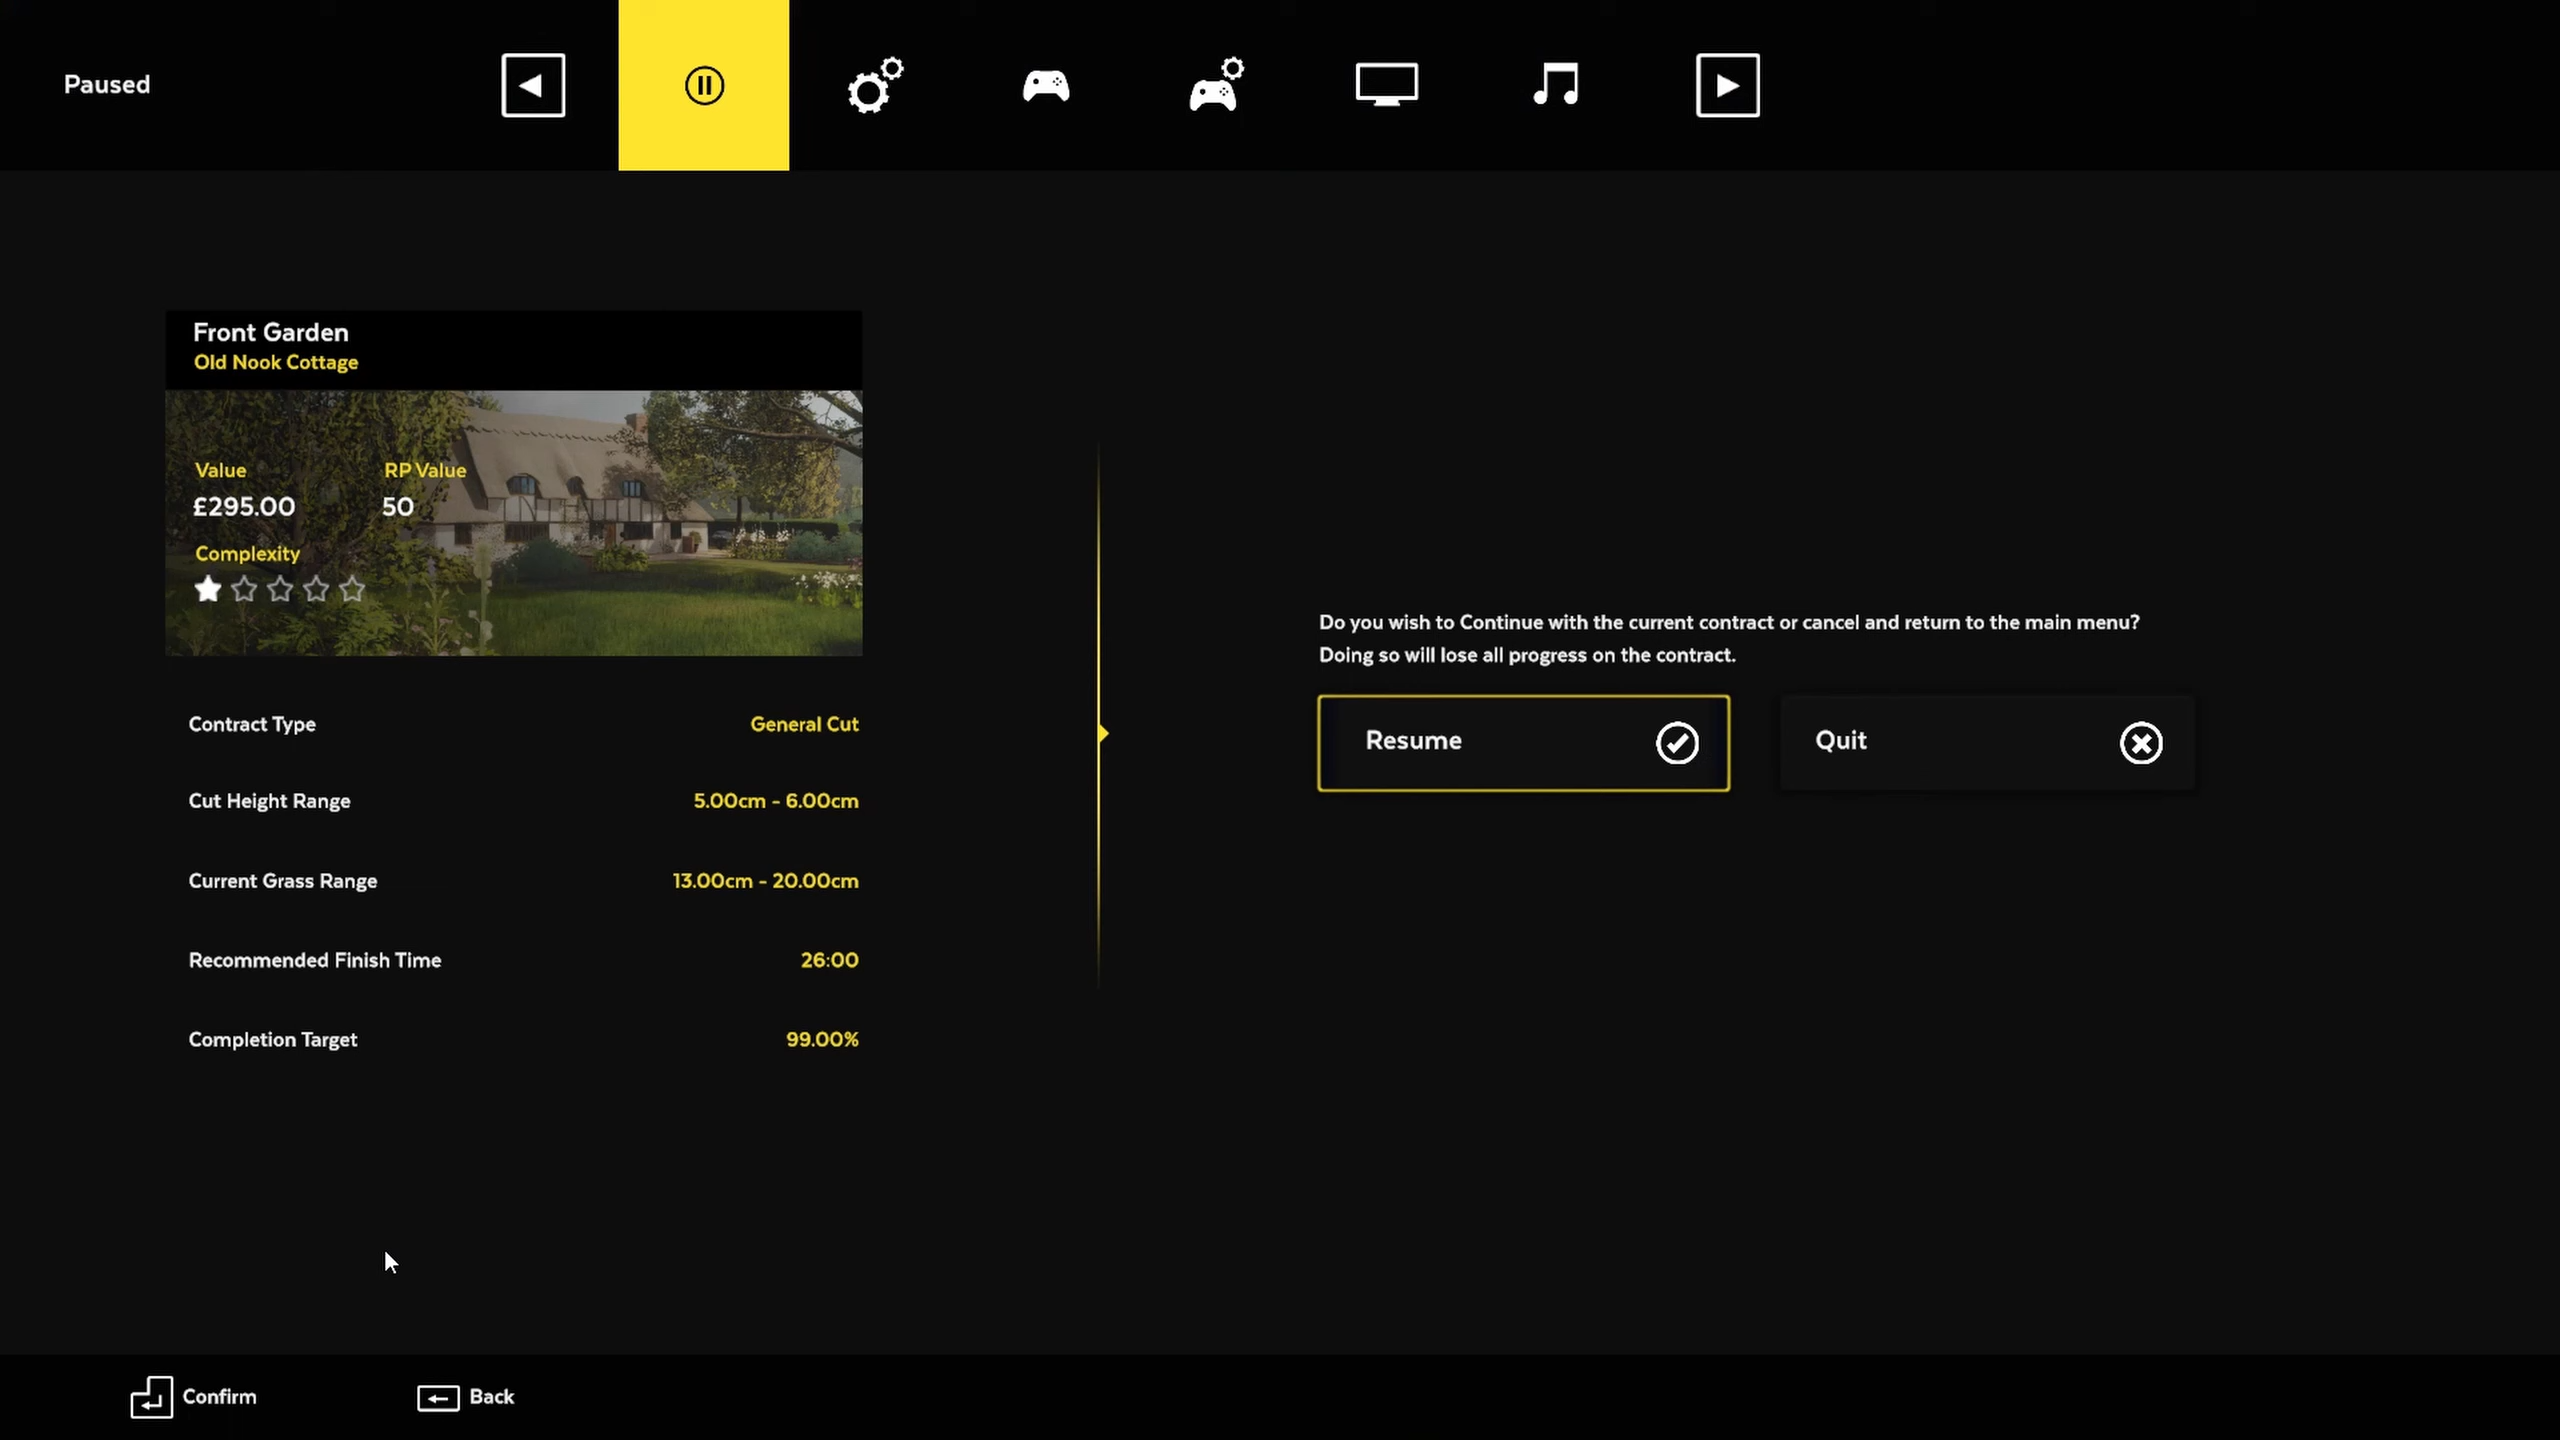 Paused
Front Garden
Old Nook Cottage
Value
RP Value
£295.00
50
Complexity
Contract Type
General Cut
Cut Height Range
5.00cm - 6.00cm
Current Grass Range
13.00cm - 20.00cm
Recommended Finish Time
26:00
Completion Target
99.00%
Do you wish to Continue with the current contract or cancel and return to the main menu?
Doing so will lose all progress on the contract.
Resume
Quit
Confirm
Back